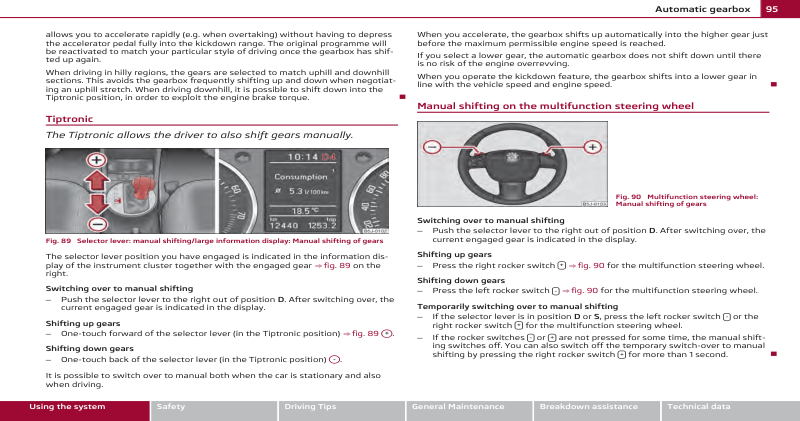 Automatic gearbox 95
allows you to accelerate rapidly (e.g. when overtaking) without having to depress
the accelerator pedal fully into the kickdown range. The original programme will
be reactivated to match your particular style of driving once the gearbox has shif-
ted up again.
When driving in hilly regions, the gears are selected to match uphill and downhill
sections. This avoids the gearbox frequently shifting up and down when negotiat-
ing an uphill stretch. When driving downhill, it is possible to shift down into the
Tiptronic position, in order to exploit the engine brake torque.
Tiptronic
The Tiptronic allows the driver to also shift gears manually.
10:14 D4
Consumption
Ø 5.3 l/100km
18.5°C
km trip
12440 1253.2
60
70
60
50
40
Fig. 89 Selector lever: manual shifting/large information display: Manual shifting of gears
The selector lever position you have engaged is indicated in the information dis-
play of the instrument cluster together with the engaged gear ⇒ fig. 89 on the
right.
Switching over to manual shifting
– Push the selector lever to the right out of position D. After switching over, the
current engaged gear is indicated in the display.
Shifting up gears
– One-touch forward of the selector lever (in the Tiptronic position) ⇒ fig. 89 (+).
Shifting down gears
– One-touch back of the selector lever (in the Tiptronic position) (-).
It is possible to switch over to manual both when the car is stationary and also
when driving.
When you accelerate, the gearbox shifts up automatically into the higher gear just
before the maximum permissible engine speed is reached.
If you select a lower gear, the automatic gearbox does not shift down until there
is no risk of the engine overrevving.
When you operate the kickdown feature, the gearbox shifts into a lower gear in
line with the vehicle speed and engine speed.
Manual shifting on the multifunction steering wheel
B5J-0103
Fig. 90 Multifunction steering wheel:
Manual shifting of gears
Switching over to manual shifting
– Push the selector lever to the right out of position D. After switching over, the
current engaged gear is indicated in the display.
Shifting up gears
– Press the right rocker switch [+] ⇒ fig. 90 for the multifunction steering wheel.
Shifting down gears
– Press the left rocker switch [-] ⇒ fig. 90 for the multifunction steering wheel.
Temporarily switching over to manual shifting
– If the selector lever is in position D or S, press the left rocker switch [-] or the
right rocker switch [+] for the multifunction steering wheel.
– If the rocker switches [-] or [+] are not pressed for some time, the manual shift-
ing switches off. You can also switch off the temporary switch-over to manual
shifting by pressing the right rocker switch [+] for more than 1 second.
Using the system Safety Driving Tips General Maintenance Breakdown assistance Technical data